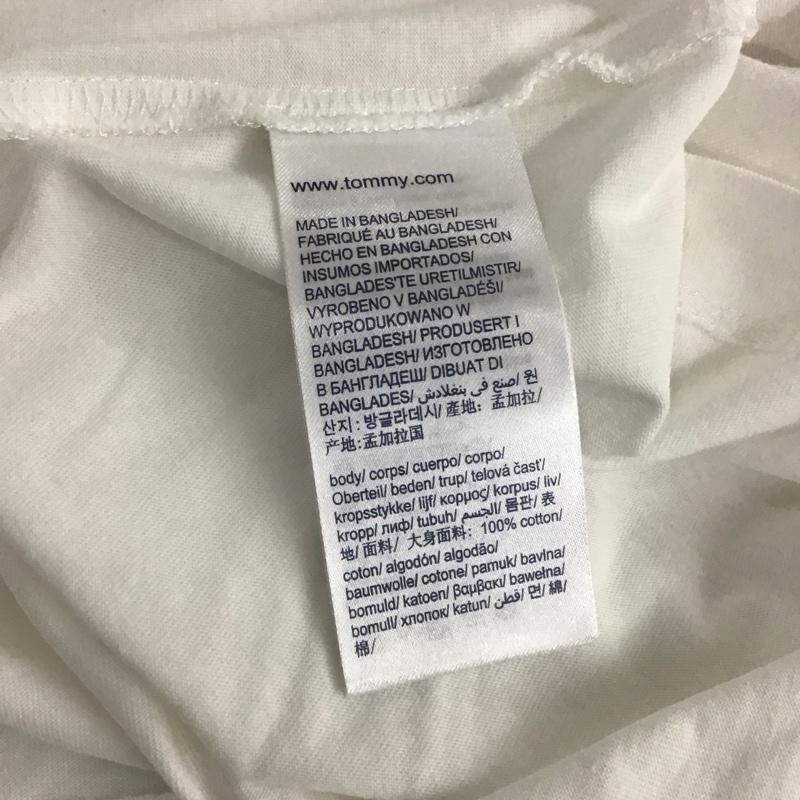 www.tommy.com
MADE IN BANGLADESH/
FABRIQUÉ AU BANGLADESH/
HECHO EN BANGLADESH CON
INSUMOS IMPORTADOS/
BANGLADES'TE URETILMISTIR/
VYROBENO V BANGLADÉŠI/
WYPRODUKOWANO W
BANGLADESH/ PRODUSERT I
BANGLADESH/ ИЗГОТОВЛЕНО
В БАНГЛАДЕШ/ DIBUAT DI
BANGLADES/ صنع في بنغلادش/ 원
산지: 방글라데시/ 產地: 孟加拉/
产地:孟加拉国
body/ corps/ cuerpo/ corpo/
Oberteil/ beden/ trup/ telová časť/
kropsstykke/ lijf/ κορμος/ korpus/ liv/
kropp/ лиф/ tubuh/ الجسم/ 몸판/ 表
地/ 面料/ 大身面料: 100% cotton/
coton/ algodón/ algodão/
baumwolle/ cotone/ pamuk/ bavlna/
bomuld/ katoen/ βαμβακι/ bawełna/
bomull/ хлопок/ katun/ قطن/ 면/ 綿/
棉/